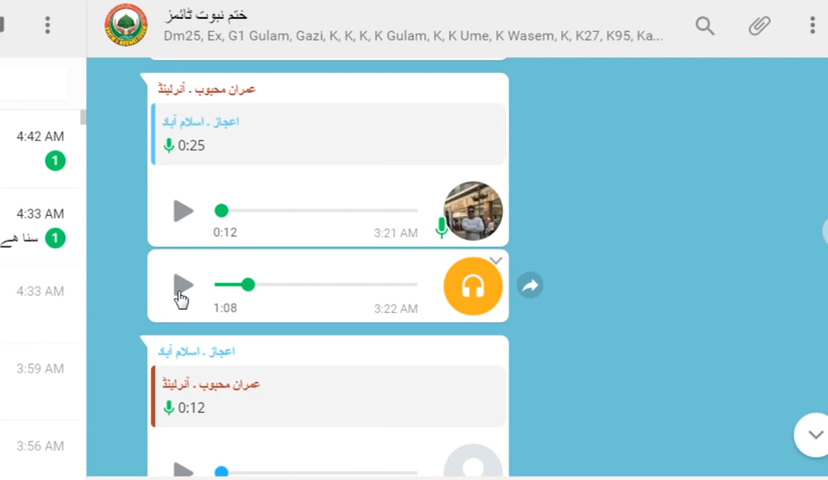 ختم نبوت ٹائمز
Dm25, Ex, G1 Gulam, Gazi, K, K, K, K Gulam, K, K Ume, K Wasem, K, K27, K95, Ka...
4:42 AM
1
4:33 AM
سنا ھے
1
4:33 AM
3:59 AM
3:56 AM
عمران محبوب ۔ آئرلینڈ
اعجاز ۔ اسلام آباد
0:25
0:12
3:21 AM
1:08
3:22 AM
اعجاز ۔ اسلام آباد
عمران محبوب ۔ آئرلینڈ
0:12